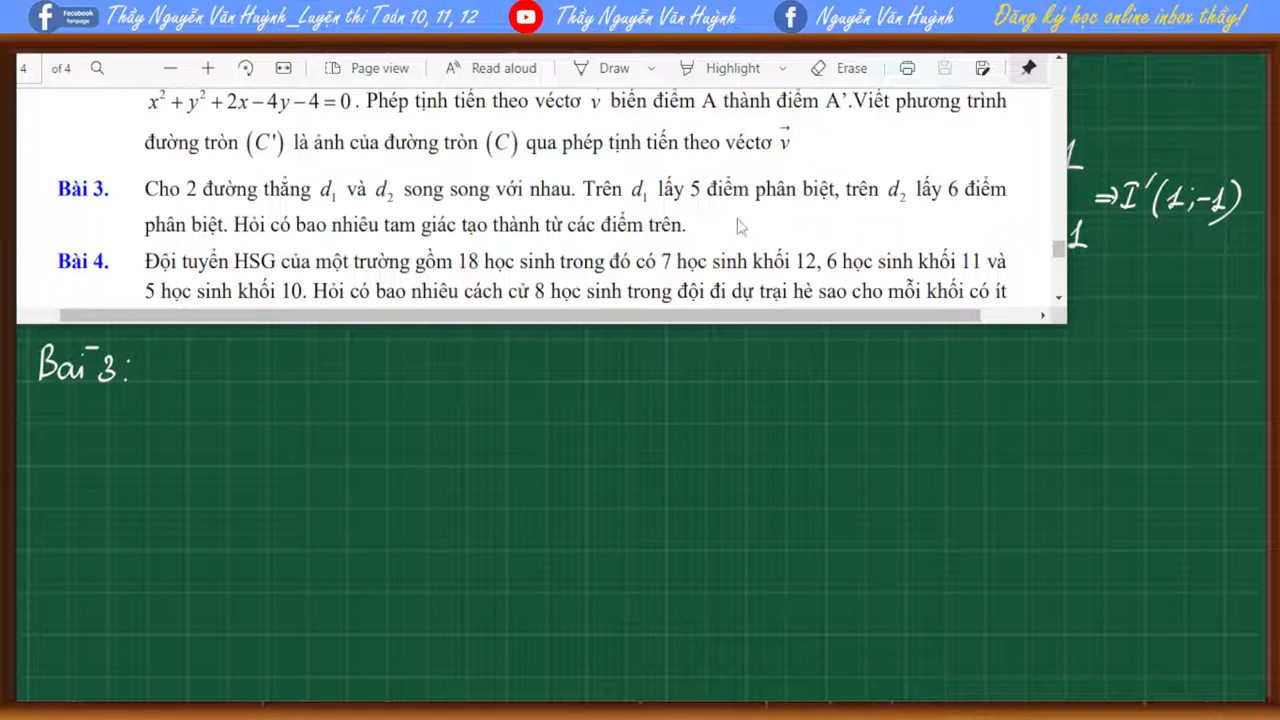 Facebook Fanpage Thầy Nguyễn Văn Huỳnh_Luyện thi Toán 10, 11, 12 Thầy Nguyễn Văn Huỳnh Nguyễn Văn Huỳnh Đăng ký học online inbox thầy!
4 of 4 Page view Read aloud Draw Highlight Erase
x² + y² + 2x − 4y − 4 = 0. Phép tịnh tiến theo véctơ v biến điểm A thành điểm A’.Viết phương trình
đường tròn (C') là ảnh của đường tròn (C) qua phép tịnh tiến theo véctơ v⃗
Bài 3. Cho 2 đường thẳng d₁ và d₂ song song với nhau. Trên d₁ lấy 5 điểm phân biệt, trên d₂ lấy 6 điểm
phân biệt. Hỏi có bao nhiêu tam giác tạo thành từ các điểm trên.
Bài 4. Đội tuyển HSG của một trường gồm 18 học sinh trong đó có 7 học sinh khối 12, 6 học sinh khối 11 và
5 học sinh khối 10. Hỏi có bao nhiêu cách cử 8 học sinh trong đội đi dự trại hè sao cho mỗi khối có ít
1
⇒ I'(1;-1)
1
Bai 3: